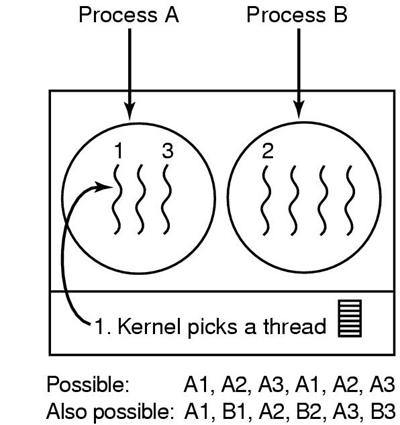 Process A Process B
1 3 2
1. Kernel picks a thread
Possible: A1, A2, A3, A1, A2, A3
Also possible: A1, B1, A2, B2, A3, B3